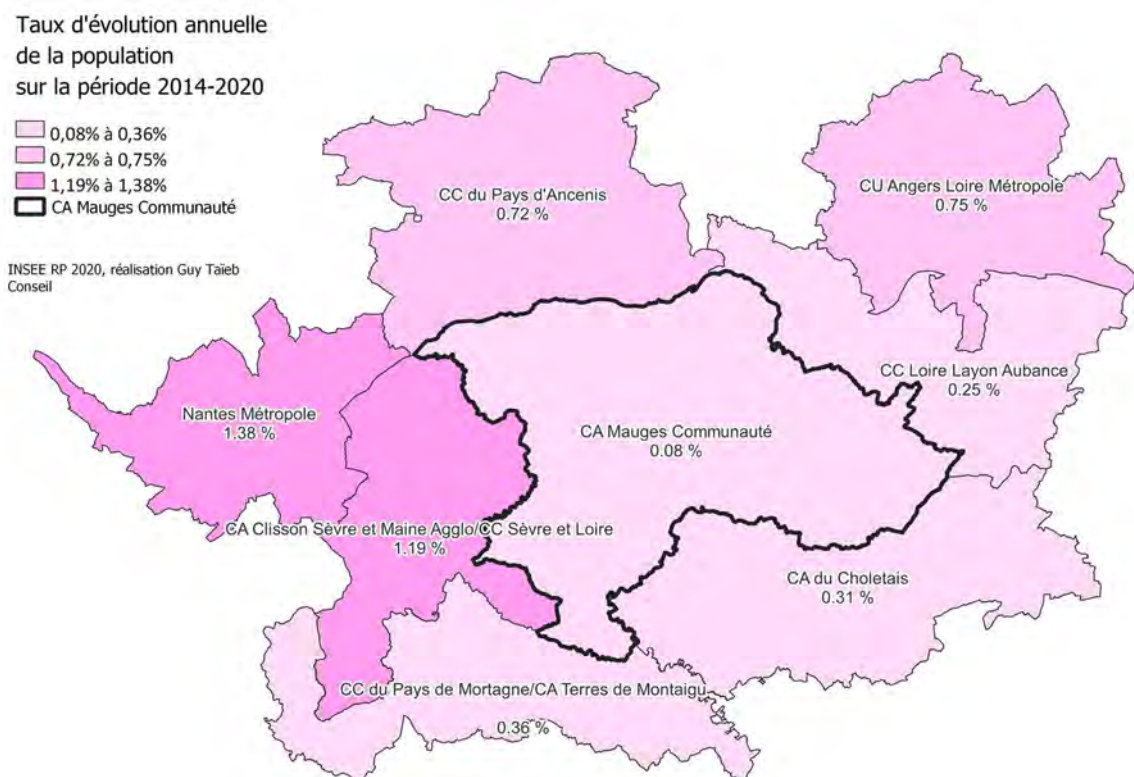 Taux d'évolution annuelle
de la population
sur la période 2014-2020
0,08% à 0,36%
0,72% à 0,75%
1,19% à 1,38%
CA Mauges Communauté
INSEE RP 2020, réalisation Guy Taïeb
Conseil
CC du Pays d'Ancenis
0.72 %
CU Angers Loire Métropole
0.75 %
CC Loire Layon Aubance
0.25 %
Nantes Métropole
1.38 %
CA Mauges Communauté
0.08 %
CA Clisson Sèvre et Maine Agglo/CC Sèvre et Loire
1.19 %
CA du Choletais
0.31 %
CC du Pays de Mortagne/CA Terres de Montaigu
0.36 %